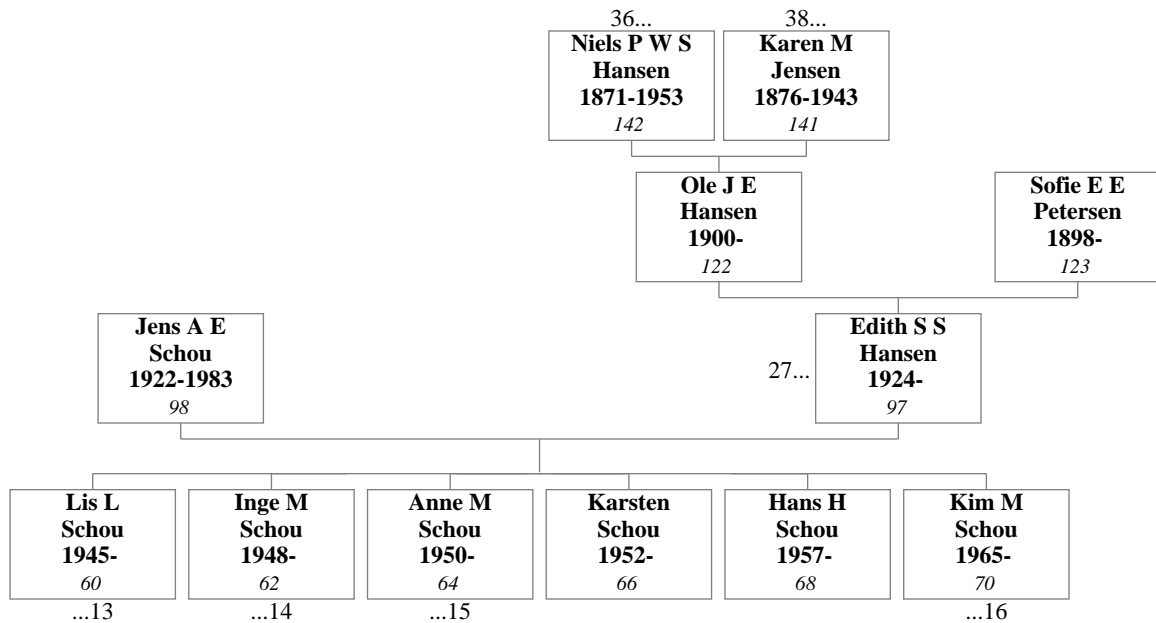 36...
Niels P W S
Hansen
1871-1953
142
38...
Karen M
Jensen
1876-1943
141
Ole J E
Hansen
1900-
122
Sofie E E
Petersen
1898-
123
Jens A E
Schou
1922-1983
98
27...
Edith S S
Hansen
1924-
97
Lis L
Schou
1945-
60
...13
Inge M
Schou
1948-
62
...14
Anne M
Schou
1950-
64
...15
Karsten
Schou
1952-
66
Hans H
Schou
1957-
68
Kim M
Schou
1965-
70
...16